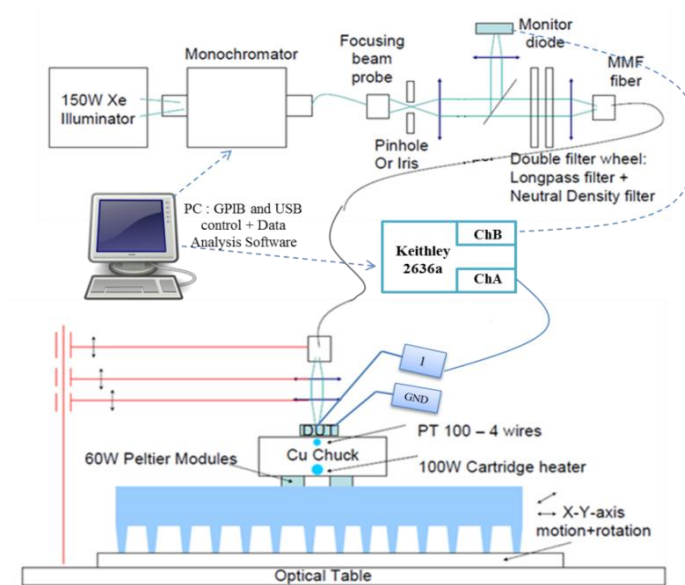 Monitor
diode
Focusing
beam
probe
Monochromator
MMF
fiber
150W Xe
Illuminator
Pinhole
Or Iris
Double filter wheel:
Longpass filter +
Neutral Density filter
PC : GPIB and USB
control + Data
Analysis Software
ChB
Keithley
2636a
ChA
1
GND
DUT
PT 100 – 4 wires
Cu Chuck
60W Peltier Modules
100W Cartridge heater
X-Y-axis
motion+rotation
Optical Table